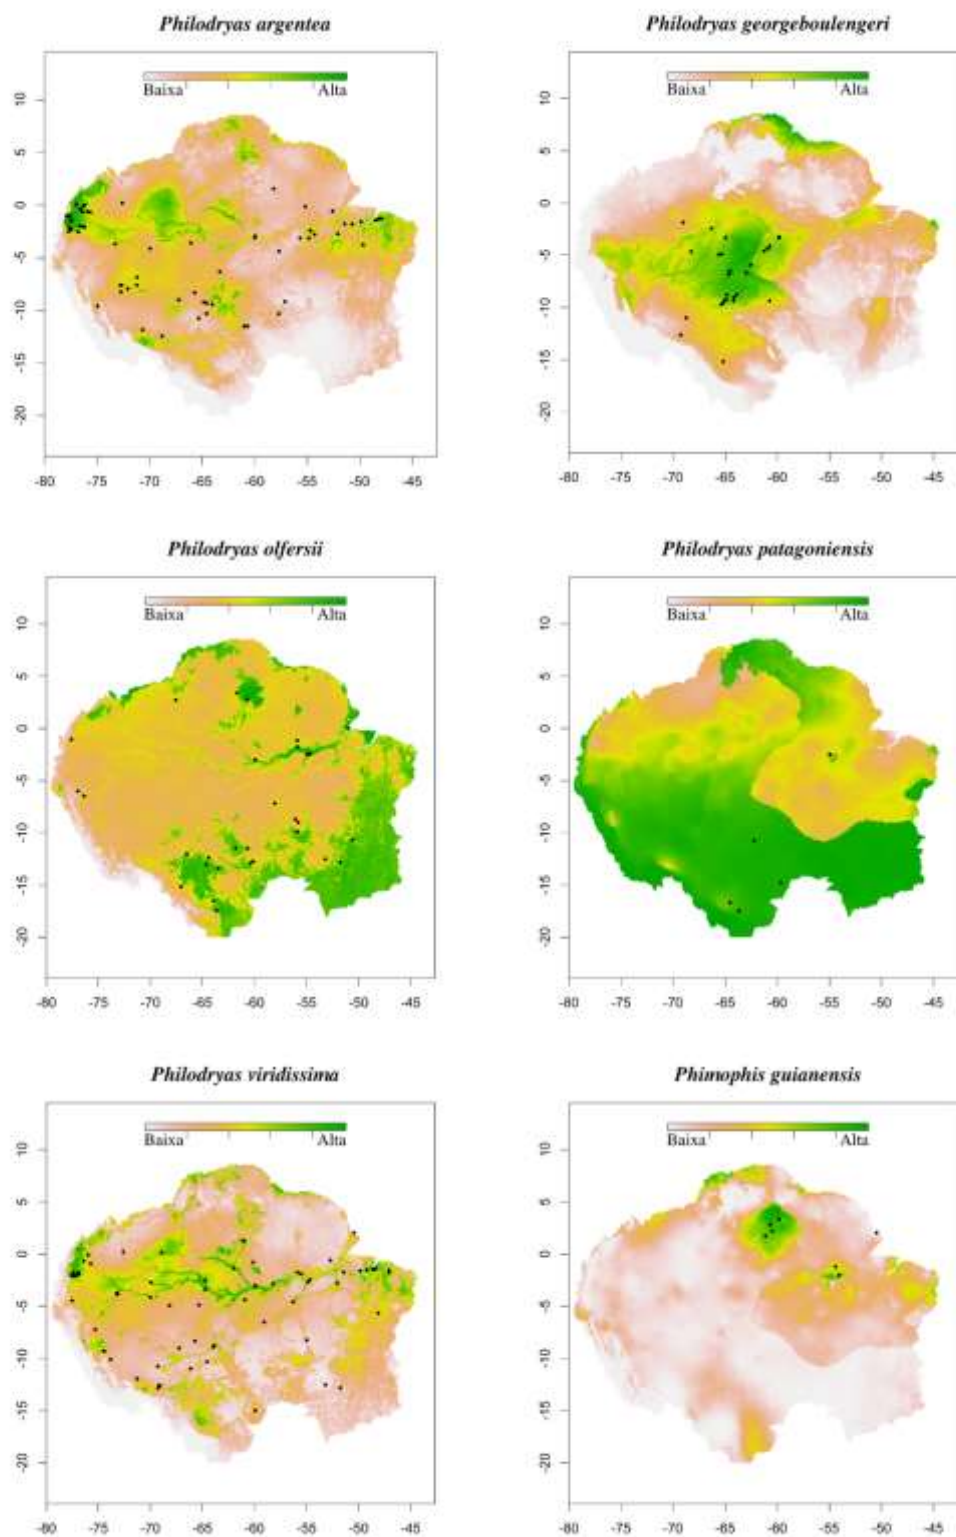 Philodryas argentea
Baixa Alta
10
5
0
-5
-10
-15
-20
-80 -75 -70 -65 -60 -55 -50 -45
Philodryas georgeboulengeri
Baixa Alta
10
5
0
-5
-10
-15
-20
-80 -75 -70 -65 -60 -55 -50 -45
Philodryas olfersii
Baixa Alta
10
5
0
-5
-10
-15
-20
-80 -75 -70 -65 -60 -55 -50 -45
Philodryas patagoniensis
Baixa Alta
10
5
0
-5
-10
-15
-20
-80 -75 -70 -65 -60 -55 -50 -45
Philodryas viridissima
Baixa Alta
10
5
0
-5
-10
-15
-20
-80 -75 -70 -65 -60 -55 -50 -45
Phimophis guianensis
Baixa Alta
10
5
0
-5
-10
-15
-20
-80 -75 -70 -65 -60 -55 -50 -45